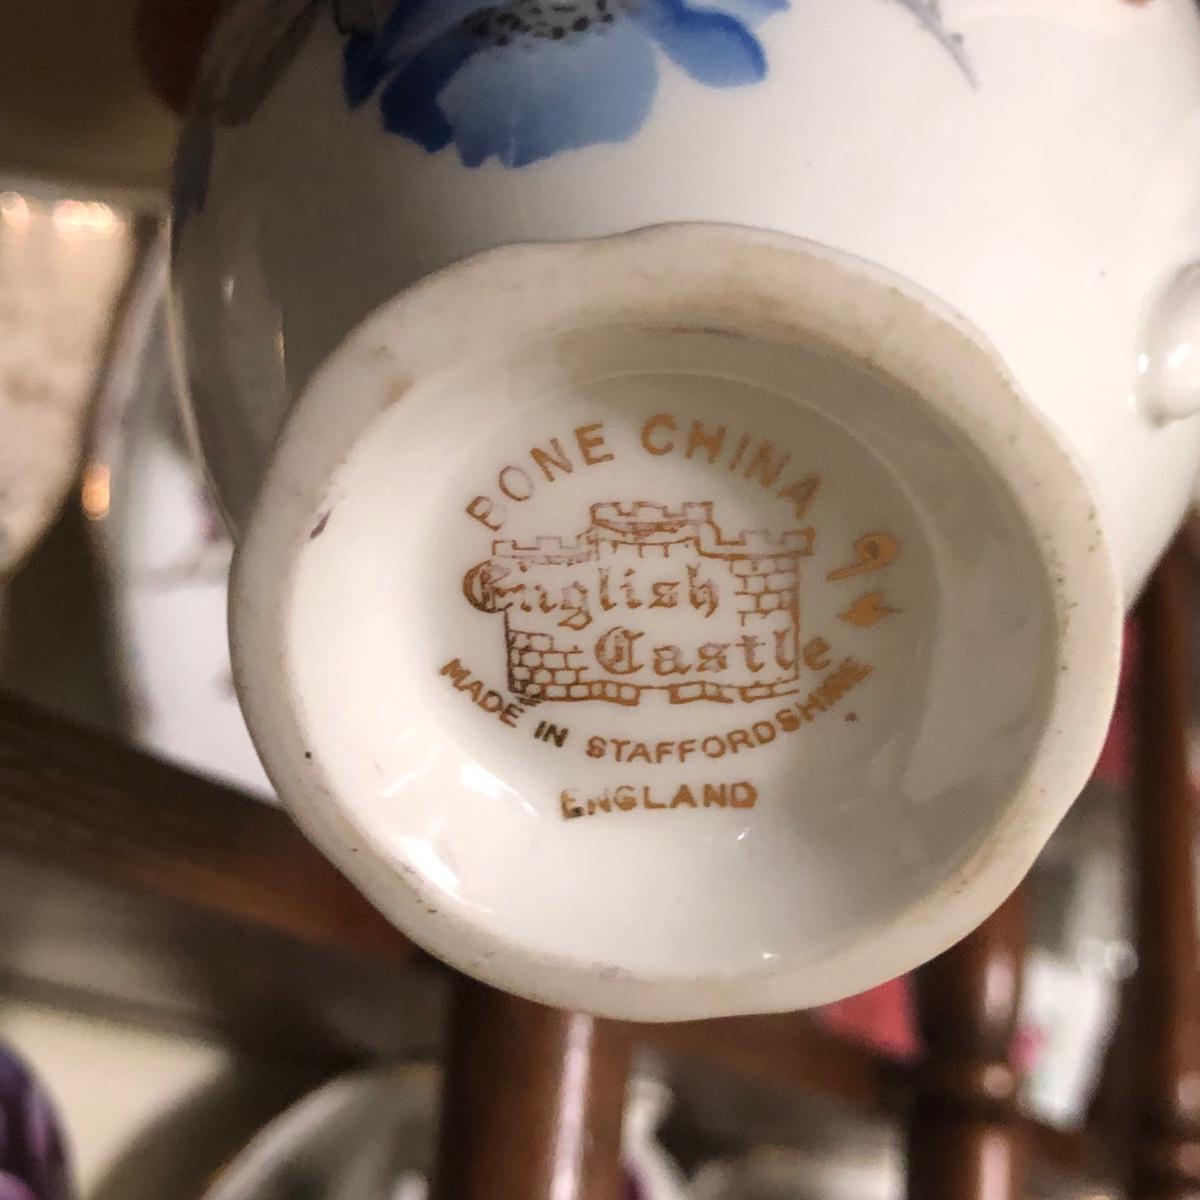 BONE CHINA
English
Castle
MADE IN STAFFORDSHIRE
ENGLAND